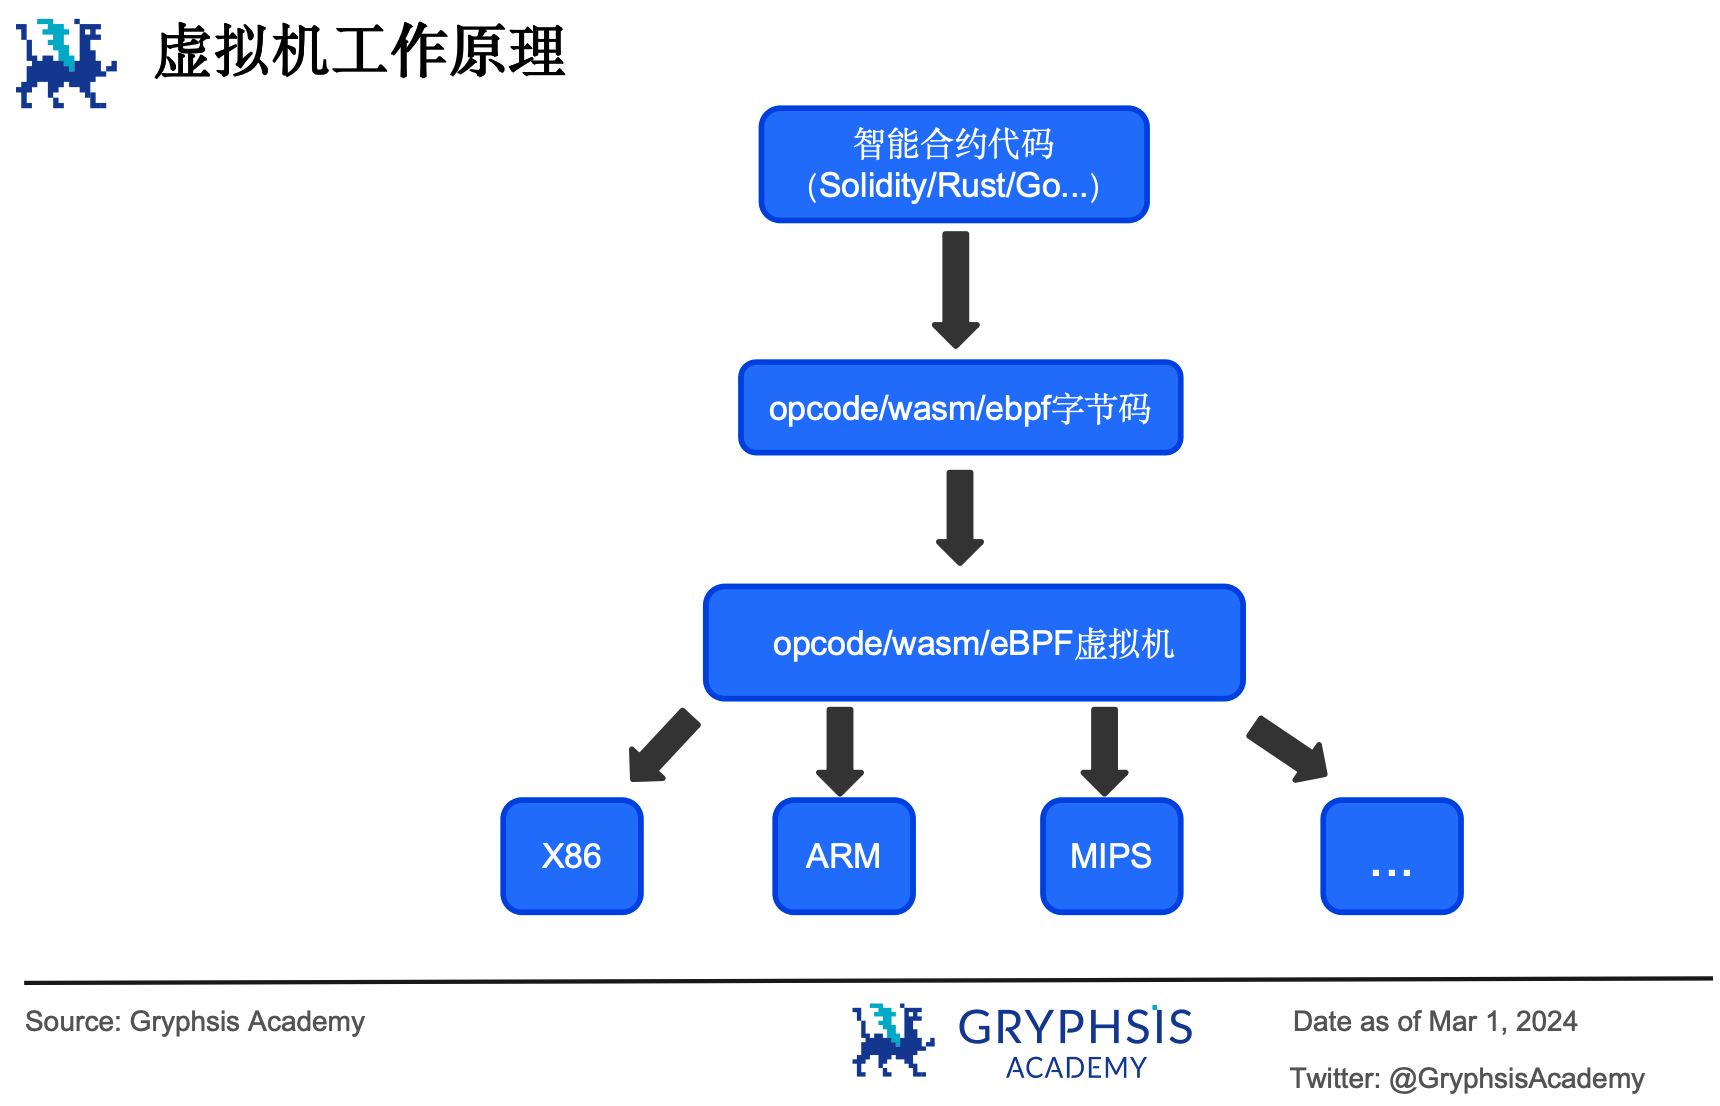 虚拟机工作原理
智能合约代码
（Solidity/Rust/Go...）
opcode/wasm/ebpf字节码
opcode/wasm/eBPF虚拟机
X86
ARM
MIPS
...
Source: Gryphsis Academy
GRYPHSIS
ACADEMY
Date as of Mar 1, 2024
Twitter: @GryphsisAcademy